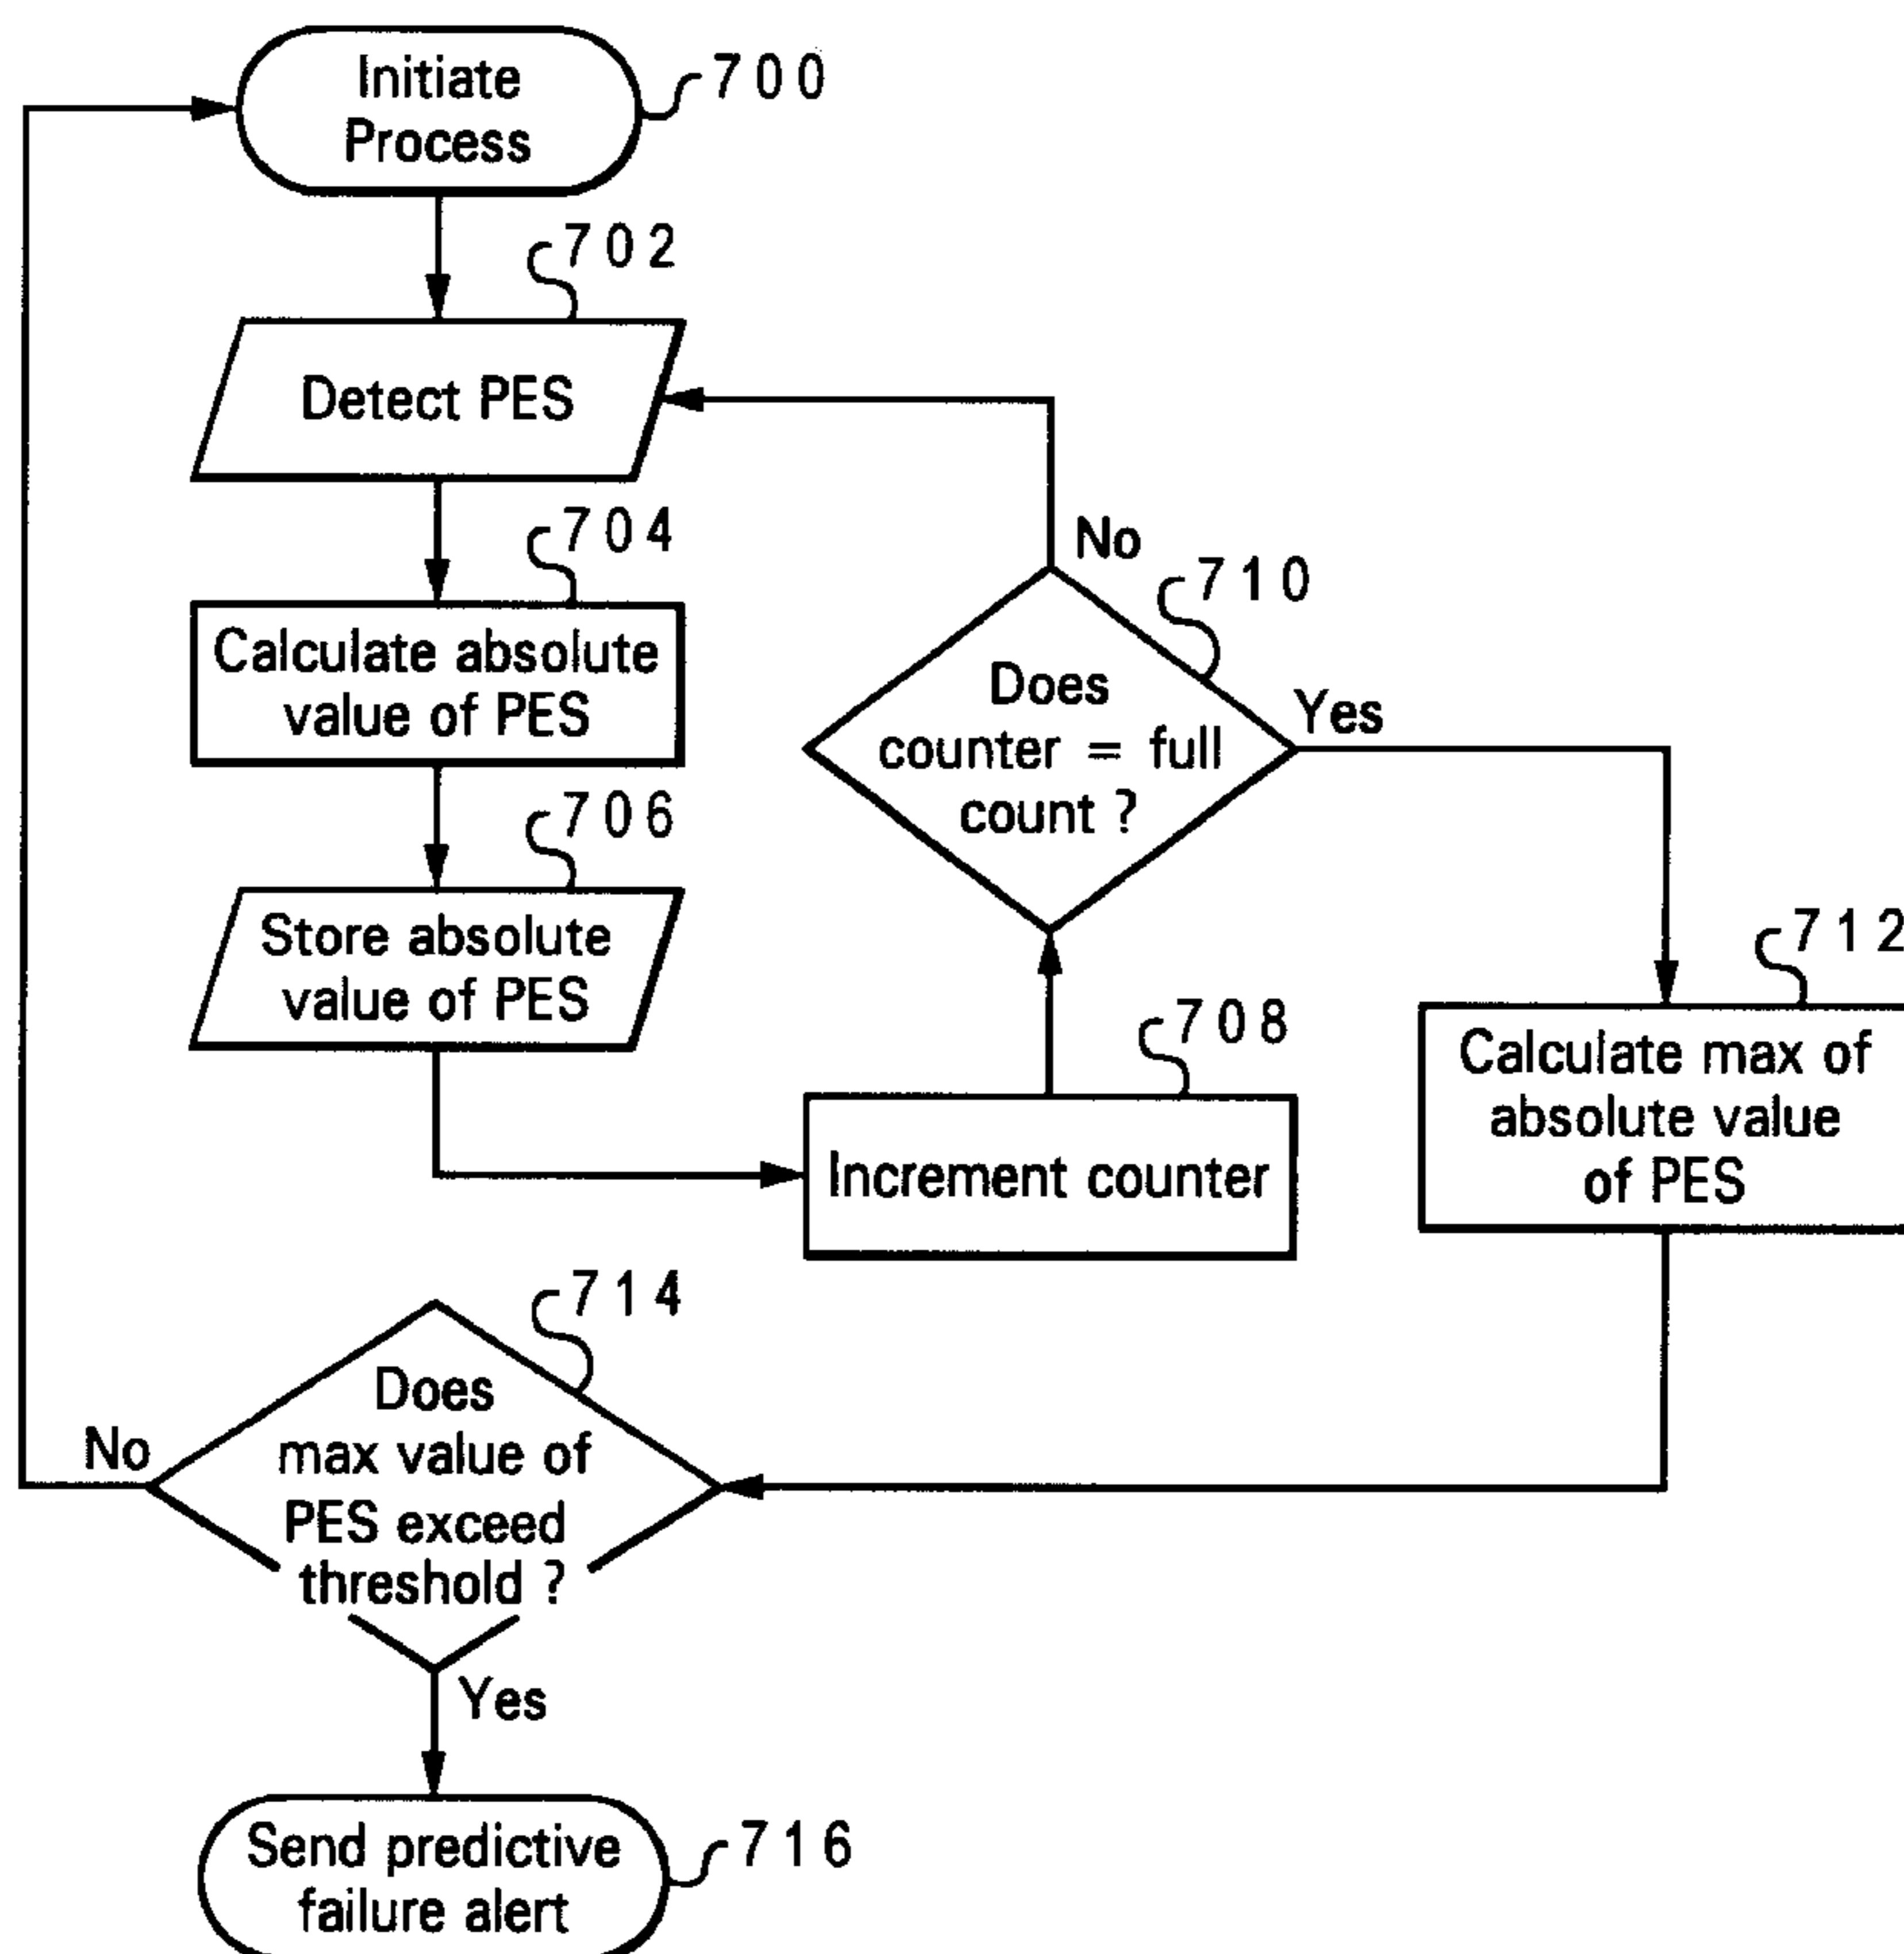 Initiate
Process
700
702
Detect PES
704
Calculate absolute
value of PES
706
Store absolute
value of PES
708
Increment counter
No
710
Does
counter = full
count ?
Yes
712
Calculate max of
absolute value
of PES
714
Does
max value of
PES exceed
threshold ?
No
Yes
Send predictive
failure alert
716